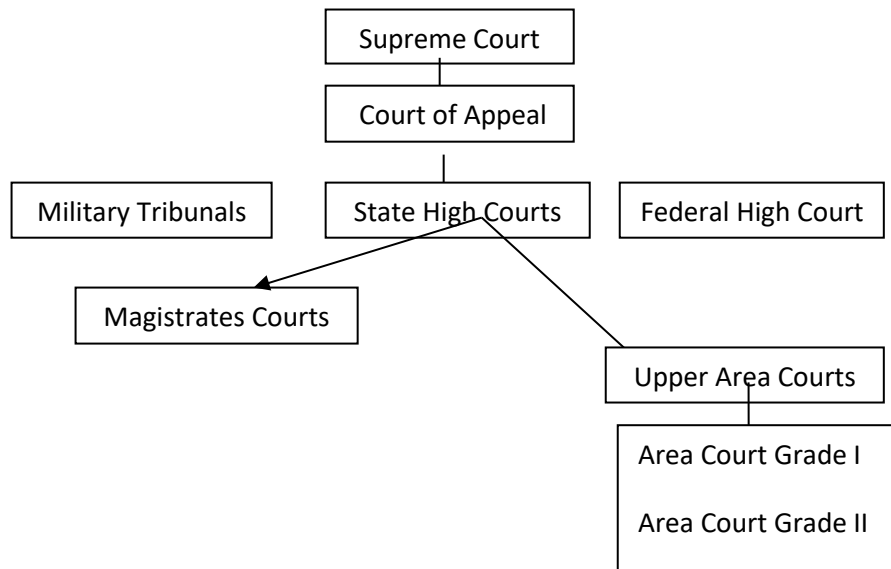 Supreme Court
Court of Appeal
Military Tribunals
State High Courts
Federal High Court
Magistrates Courts
Upper Area Courts
Area Court Grade I
Area Court Grade II